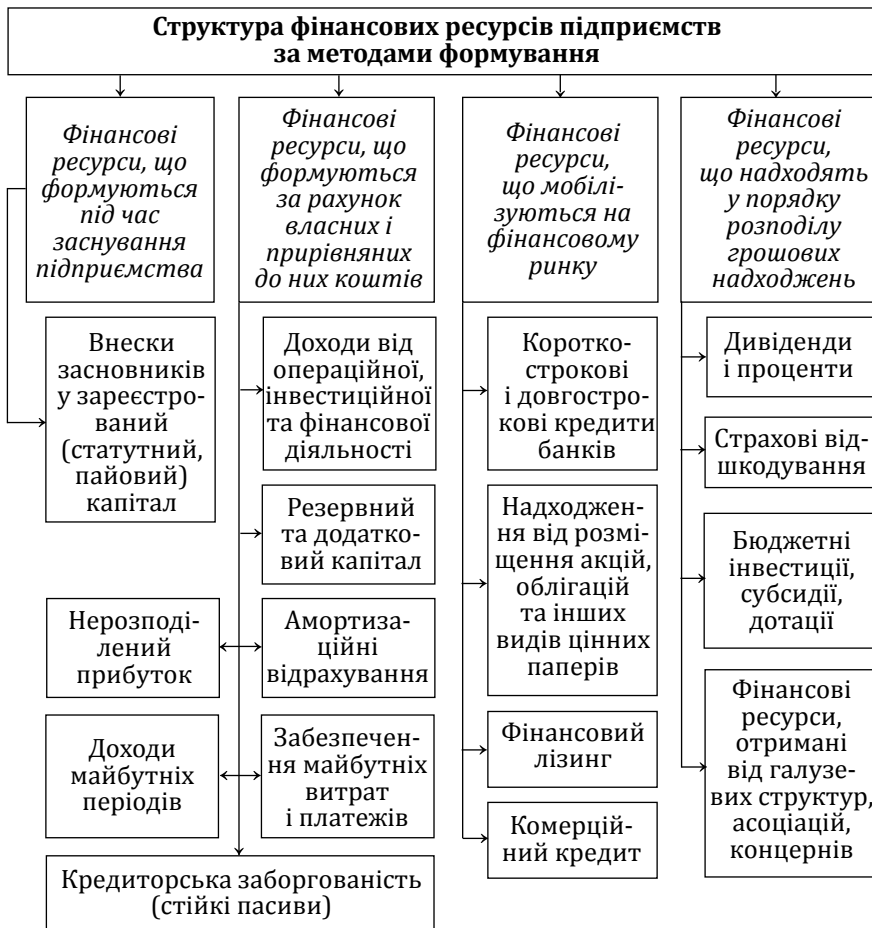 Структура фінансових ресурсів підприємств
за методами формування
Фінансові
ресурси, що
формуються
під час
заснування
підприємства
Фінансові
ресурси, що
формуються
за рахунок
власних і
прирівняних
до них коштів
Фінансові
ресурси,
що мобілі-
зуються на
фінансовому
ринку
Фінансові
ресурси,
що надходять
у порядку
розподілу
грошових
надходжень
Внески
засновників
у зареєстро-
ваний
(статутний,
пайовий)
капітал
Доходи від
операційної,
інвестиційної
та фінансової
діяльності
Резервний
та додатко-
вий капітал
Нерозподі-
лений
прибуток
Амортиза-
ційні
відрахування
Доходи
майбутніх
періодів
Забезпечен-
ня майбутніх
витрат
і платежів
Кредиторська заборгованість
(стійкі пасиви)
Коротко-
строкові
і довгостро-
кові кредити
банків
Надходжен-
ня від розмі-
щення акцій,
облігацій
та інших
видів цінних
паперів
Фінансовий
лізинг
Комерцій-
ний кредит
Дивіденди
і проценти
Страхові від-
шкодування
Бюджетні
інвестиції,
субсидії,
дотації
Фінансові
ресурси,
отримані
від галузе-
вих структур,
асоціацій,
концернів